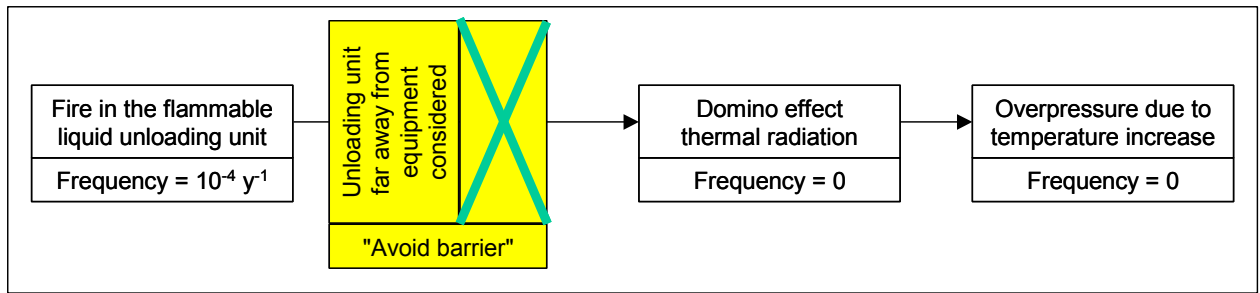 Fire in the flammable
liquid unloading unit
Frequency = 10⁻⁴ y⁻¹
Unloading unit
far away from
equipment
considered
"Avoid barrier"
Domino effect
thermal radiation
Frequency = 0
Overpressure due to
temperature increase
Frequency = 0